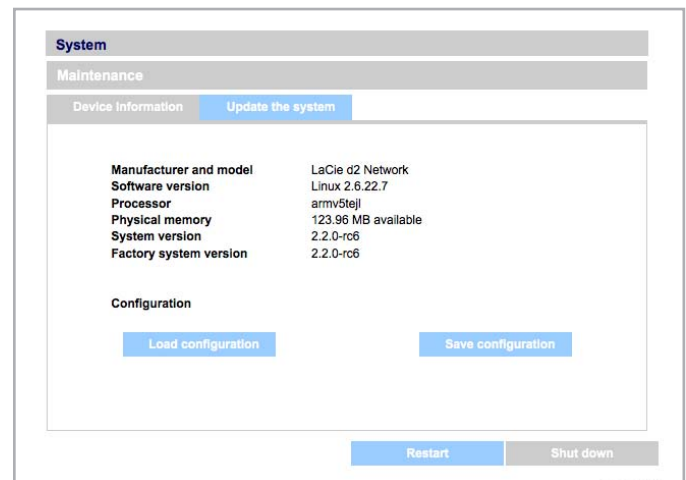 System
Maintenance
Device Information Update the system
Manufacturer and model LaCie d2 Network
Software version Linux 2.6.22.7
Processor armv5tejl
Physical memory 123.96 MB available
System version 2.2.0-rc6
Factory system version 2.2.0-rc6
Configuration
Load configuration Save configuration
Restart Shut down